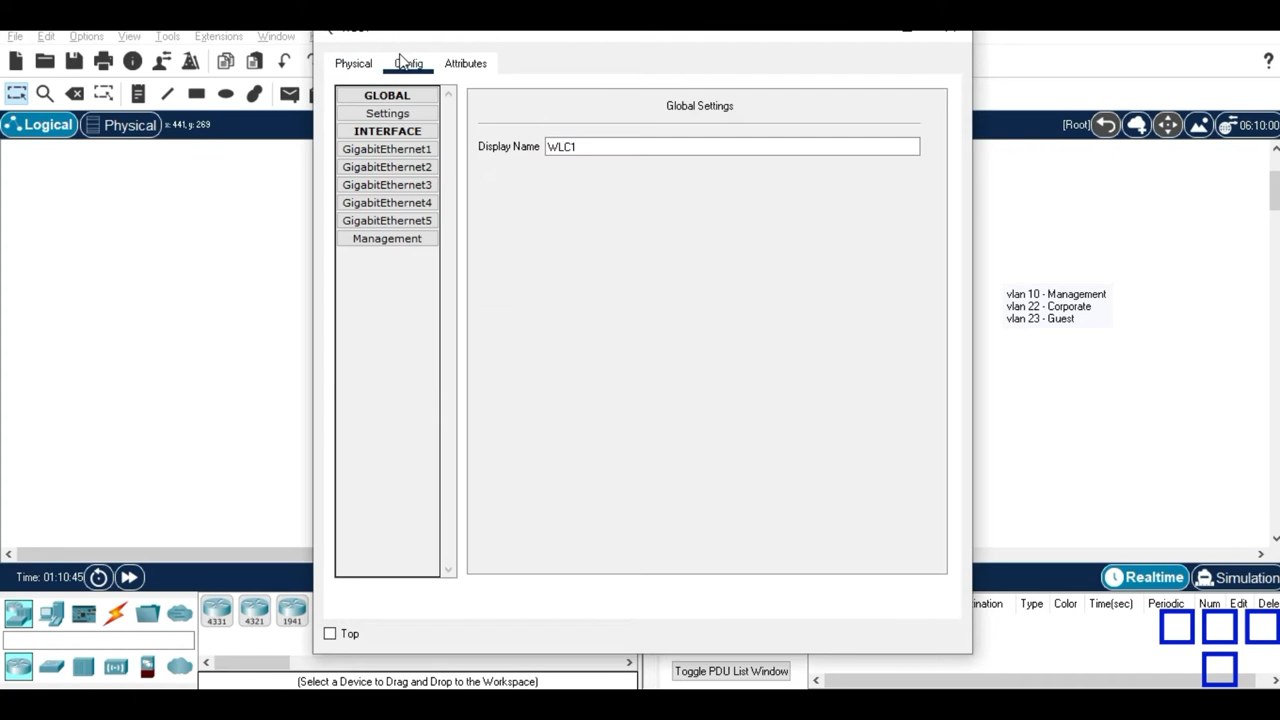 File Edit Options View Tools Extensions Window
Physical Config Attributes
?
Logical Physical x: 441, y: 269
[Root] 06:10:00
GLOBAL
Settings
INTERFACE
GigabitEthernet1
GigabitEthernet2
GigabitEthernet3
GigabitEthernet4
GigabitEthernet5
Management
Global Settings
Display Name WLC1
vlan 10 - Management
vlan 22 - Corporate
vlan 23 - Guest
Time: 01:10:45
Realtime Simulation
4331 4321 1941
Type Color Time(sec) Periodic Num Edit
Top
Toggle PDU List Window
(Select a Device to Drag and Drop to the Workspace)